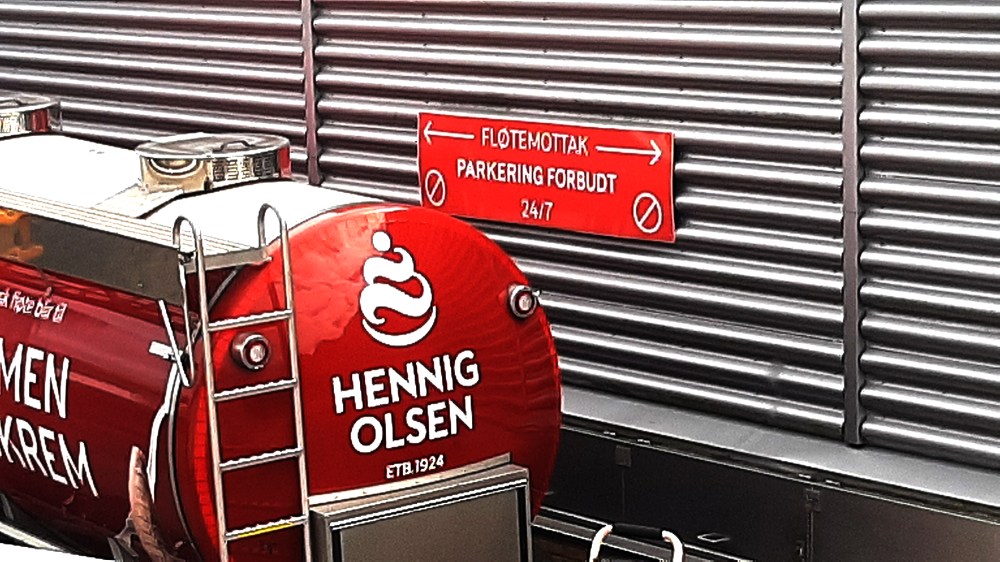 FLØTEMOTTAK
PARKERING FORBUDT
24/7
HENNIG
OLSEN
ETB.1924
MEN
KREM